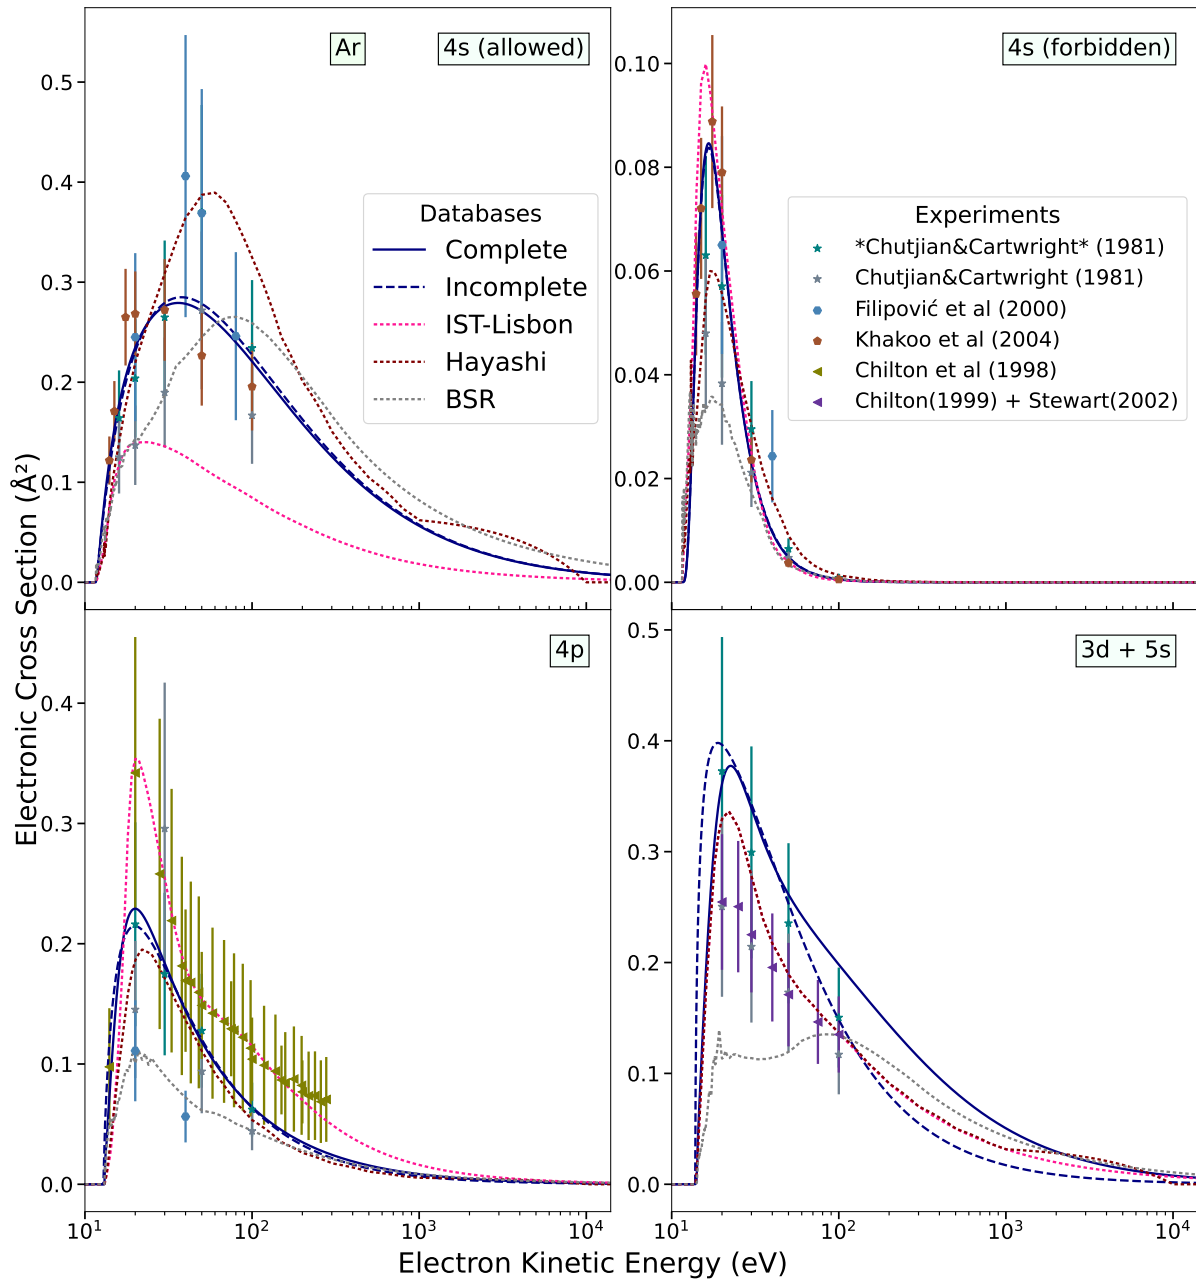 Ar
4s (allowed)
4s (forbidden)
0.5
0.4
0.3
0.2
0.1
0.0
0.10
0.08
0.06
0.04
0.02
0.00
Databases
Complete
Incomplete
IST-Lisbon
Hayashi
BSR
Experiments
*Chutjian&Cartwright* (1981)
Chutjian&Cartwright (1981)
Filipović et al (2000)
Khakoo et al (2004)
Chilton et al (1998)
Chilton(1999) + Stewart(2002)
Electronic Cross Section (Å²)
4p
3d + 5s
0.4
0.3
0.2
0.1
0.0
0.5
0.4
0.3
0.2
0.1
0.0
10¹
10²
10³
10⁴
10¹
10²
10³
10⁴
Electron Kinetic Energy (eV)